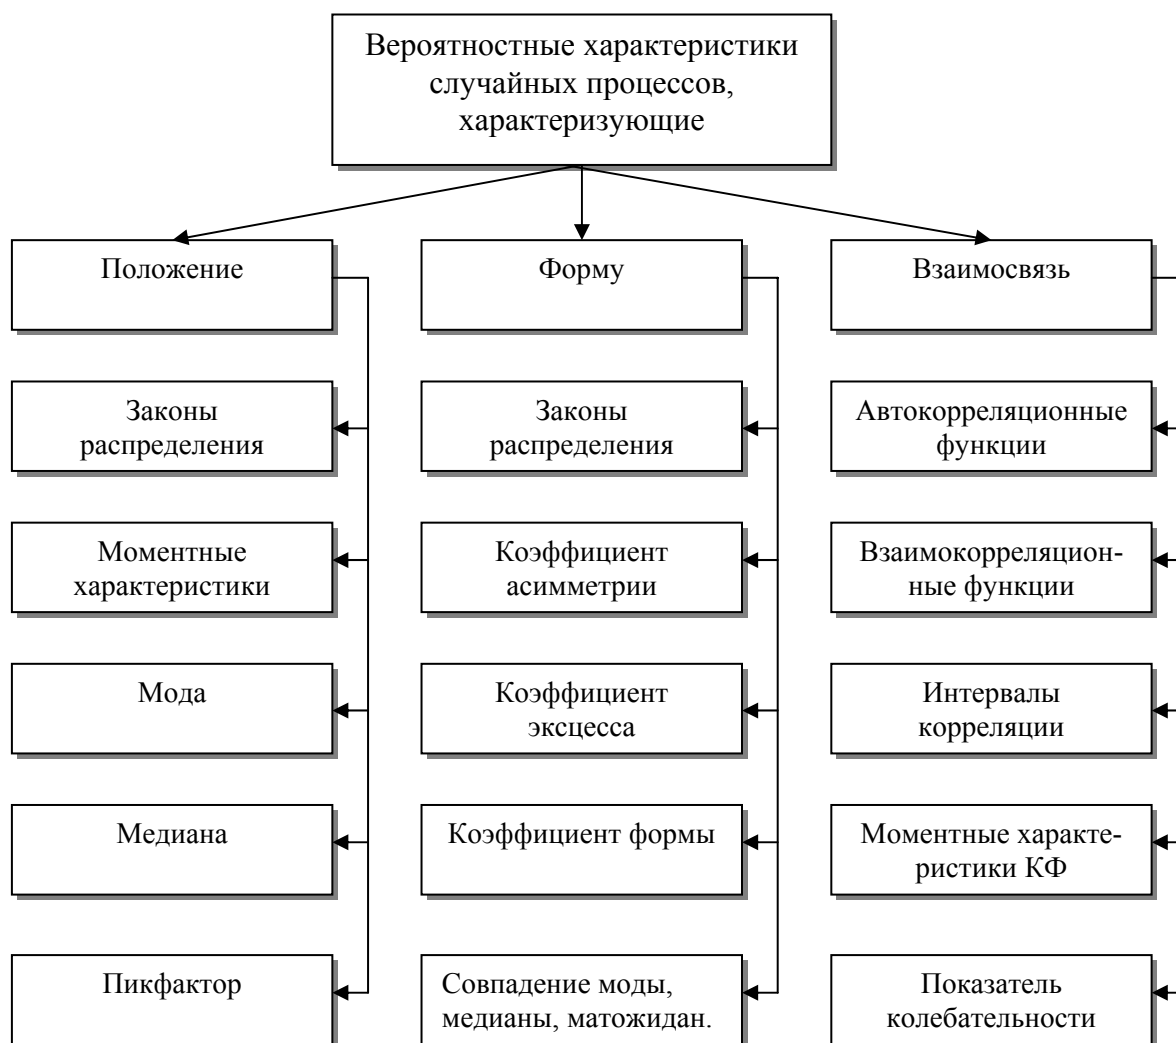 Вероятностные характеристики
случайных процессов,
характеризующие
Положение
Форму
Взаимосвязь
Законы
распределения
Законы
распределения
Автокорреляционные
функции
Моментные
характеристики
Коэффициент
асимметрии
Взаимокорреляцион-
ные функции
Мода
Коэффициент
эксцесса
Интервалы
корреляции
Медиана
Коэффициент формы
Моментные характе-
ристики КФ
Пикфактор
Совпадение моды,
медианы, матожидан.
Показатель
колебательности